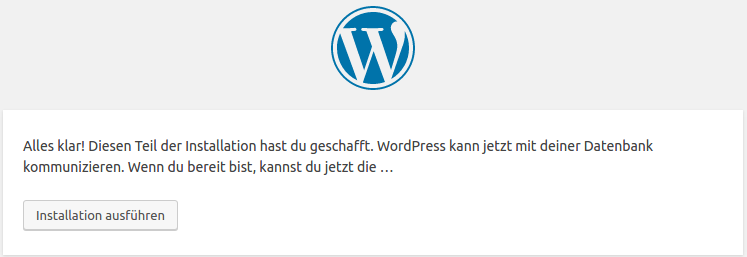 Alles klar! Diesen Teil der Installation hast du geschafft. WordPress kann jetzt mit deiner Datenbank
kommunizieren. Wenn du bereit bist, kannst du jetzt die …
Installation ausführen